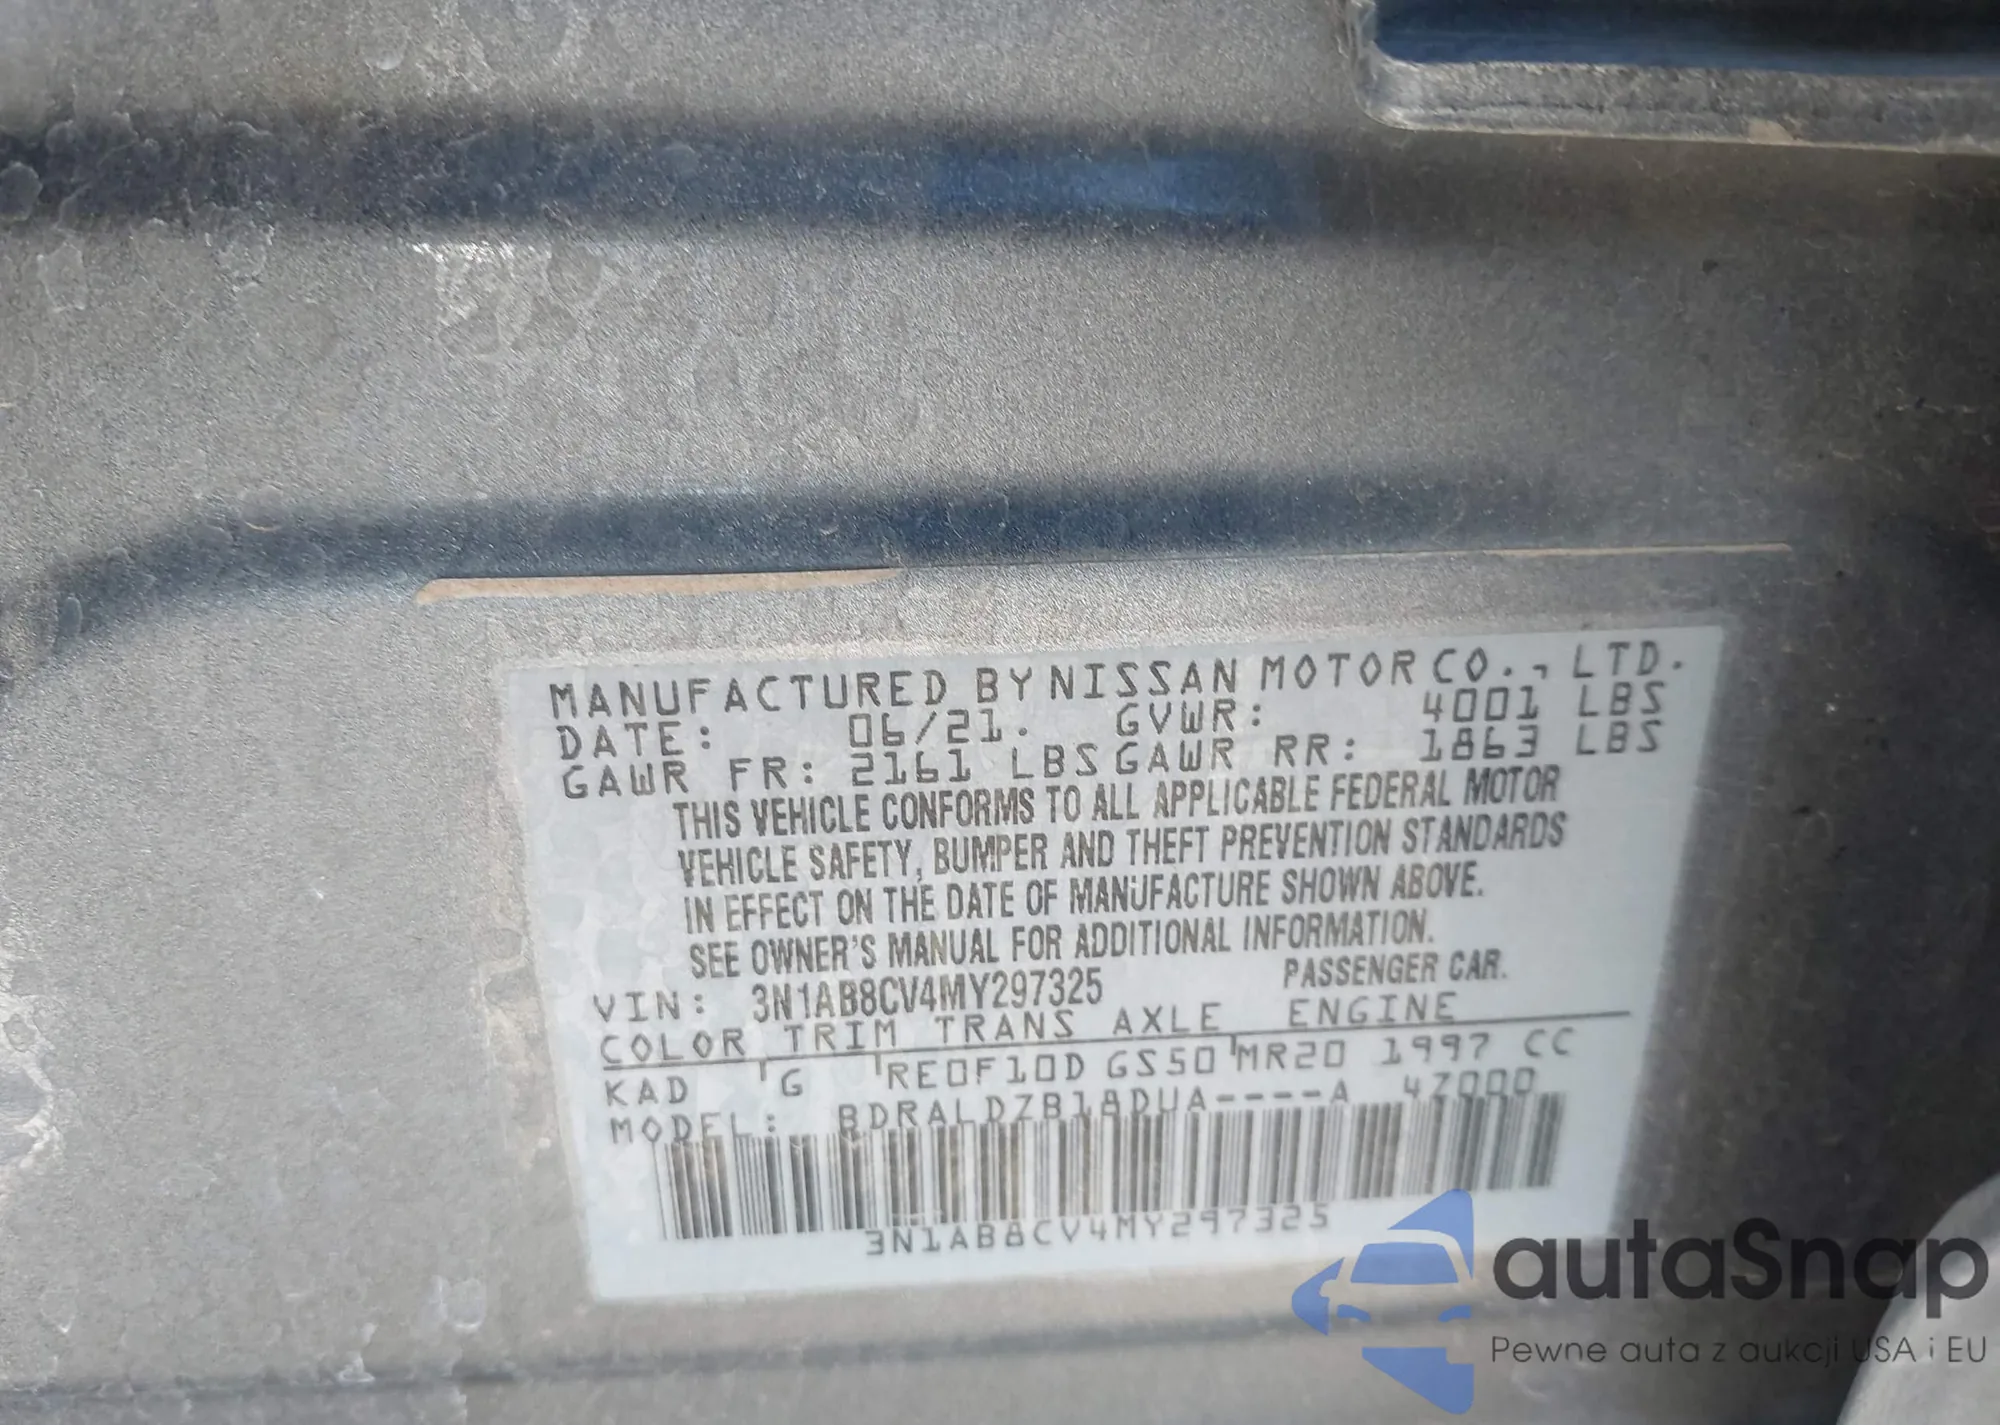 MANUFACTURED BY NISSAN MOTOR CO., LTD.
DATE: 06/21. GVWR: 4001 LBS
GAWR FR: 2161 LBS GAWR RR: 1863 LBS
THIS VEHICLE CONFORMS TO ALL APPLICABLE FEDERAL MOTOR
VEHICLE SAFETY, BUMPER AND THEFT PREVENTION STANDARDS
IN EFFECT ON THE DATE OF MANUFACTURE SHOWN ABOVE.
SEE OWNER'S MANUAL FOR ADDITIONAL INFORMATION.
VIN: 3N1AB8CV4MY297325 PASSENGER CAR.
COLOR TRIM TRANS AXLE ENGINE
KAD G RE0F10D GS50 MR20 1997 CC
MODEL: BDRALDZB18DUA----A 4Z000
3N1AB8CV4MY297325
autaSnap
Pewne auta z aukcji USA i EU